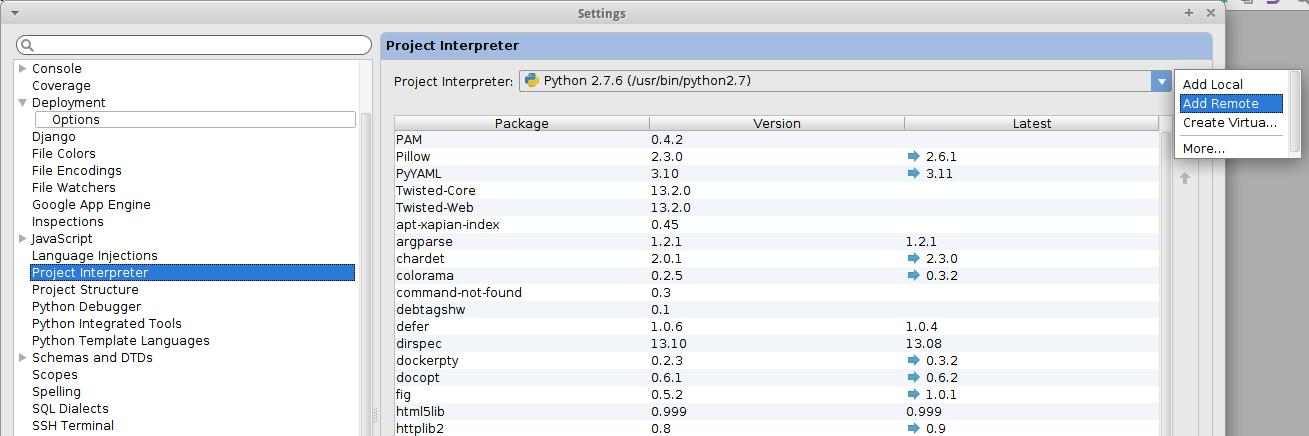 Settings
Console
Coverage
Deployment
Options
Django
File Colors
File Encodings
File Watchers
Google App Engine
Inspections
JavaScript
Language Injections
Project Interpreter
Project Structure
Python Debugger
Python Integrated Tools
Python Template Languages
Schemas and DTDs
Scopes
Spelling
SQL Dialects
SSH Terminal
Project Interpreter
Project Interpreter: Python 2.7.6 (/usr/bin/python2.7)
Package Version Latest
PAM 0.4.2
Pillow 2.3.0 2.6.1
PyYAML 3.10 3.11
Twisted-Core 13.2.0
Twisted-Web 13.2.0
apt-xapian-index 0.45
argparse 1.2.1 1.2.1
chardet 2.0.1 2.3.0
colorama 0.2.5 0.3.2
command-not-found 0.3
debtagshw 0.1
defer 1.0.6 1.0.4
dirspec 13.10 13.08
dockerpty 0.2.3 0.3.2
docopt 0.6.1 0.6.2
fig 0.5.2 1.0.1
html5lib 0.999 0.999
httplib2 0.8 0.9
Add Local
Add Remote
Create Virtua...
More...